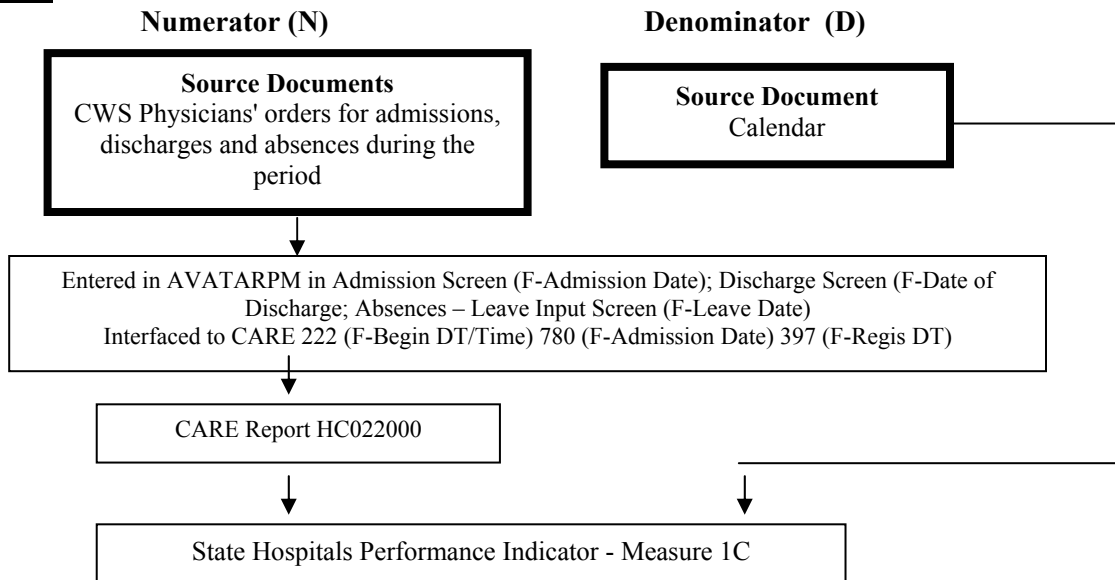 Numerator (N)
Denominator (D)
Source Documents
CWS Physicians' orders for admissions,
discharges and absences during the
period
Source Document
Calendar
Entered in AVATARPM in Admission Screen (F-Admission Date); Discharge Screen (F-Date of
Discharge; Absences – Leave Input Screen (F-Leave Date)
Interfaced to CARE 222 (F-Begin DT/Time) 780 (F-Admission Date) 397 (F-Regis DT)
CARE Report HC022000
State Hospitals Performance Indicator - Measure 1C